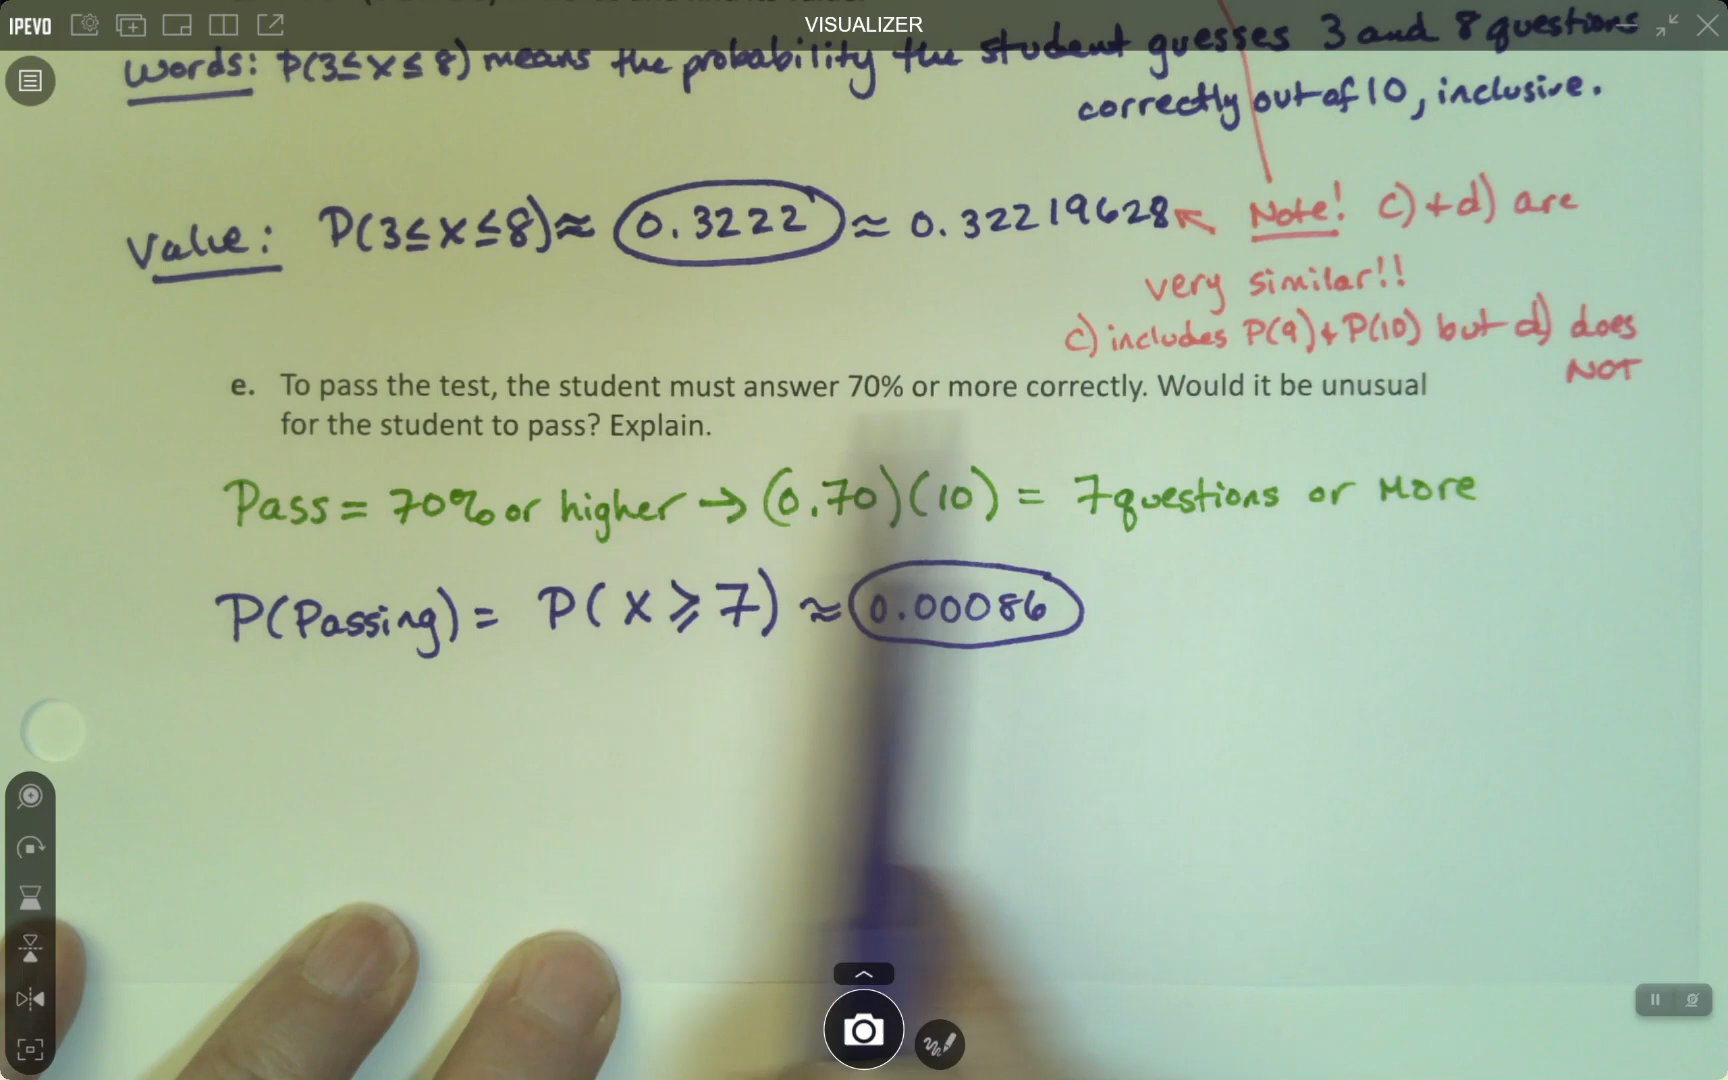 IPEVO
VISUALIZER
Words: P(3≤x≤8) means the probability the student guesses 3 and 8 questions
correctly out of 10, inclusive.
Value: P(3≤x≤8)≈ 0.3222 ≈ 0.32219628 Note! c) + d) are
very similar!!
c) includes P(9) + P(10) but d) does
NOT
e. To pass the test, the student must answer 70% or more correctly. Would it be unusual
for the student to pass? Explain.
Pass = 70% or higher → (0.70)(10) = 7 questions or more
P(Passing) = P(x ≥ 7) ≈ 0.00086